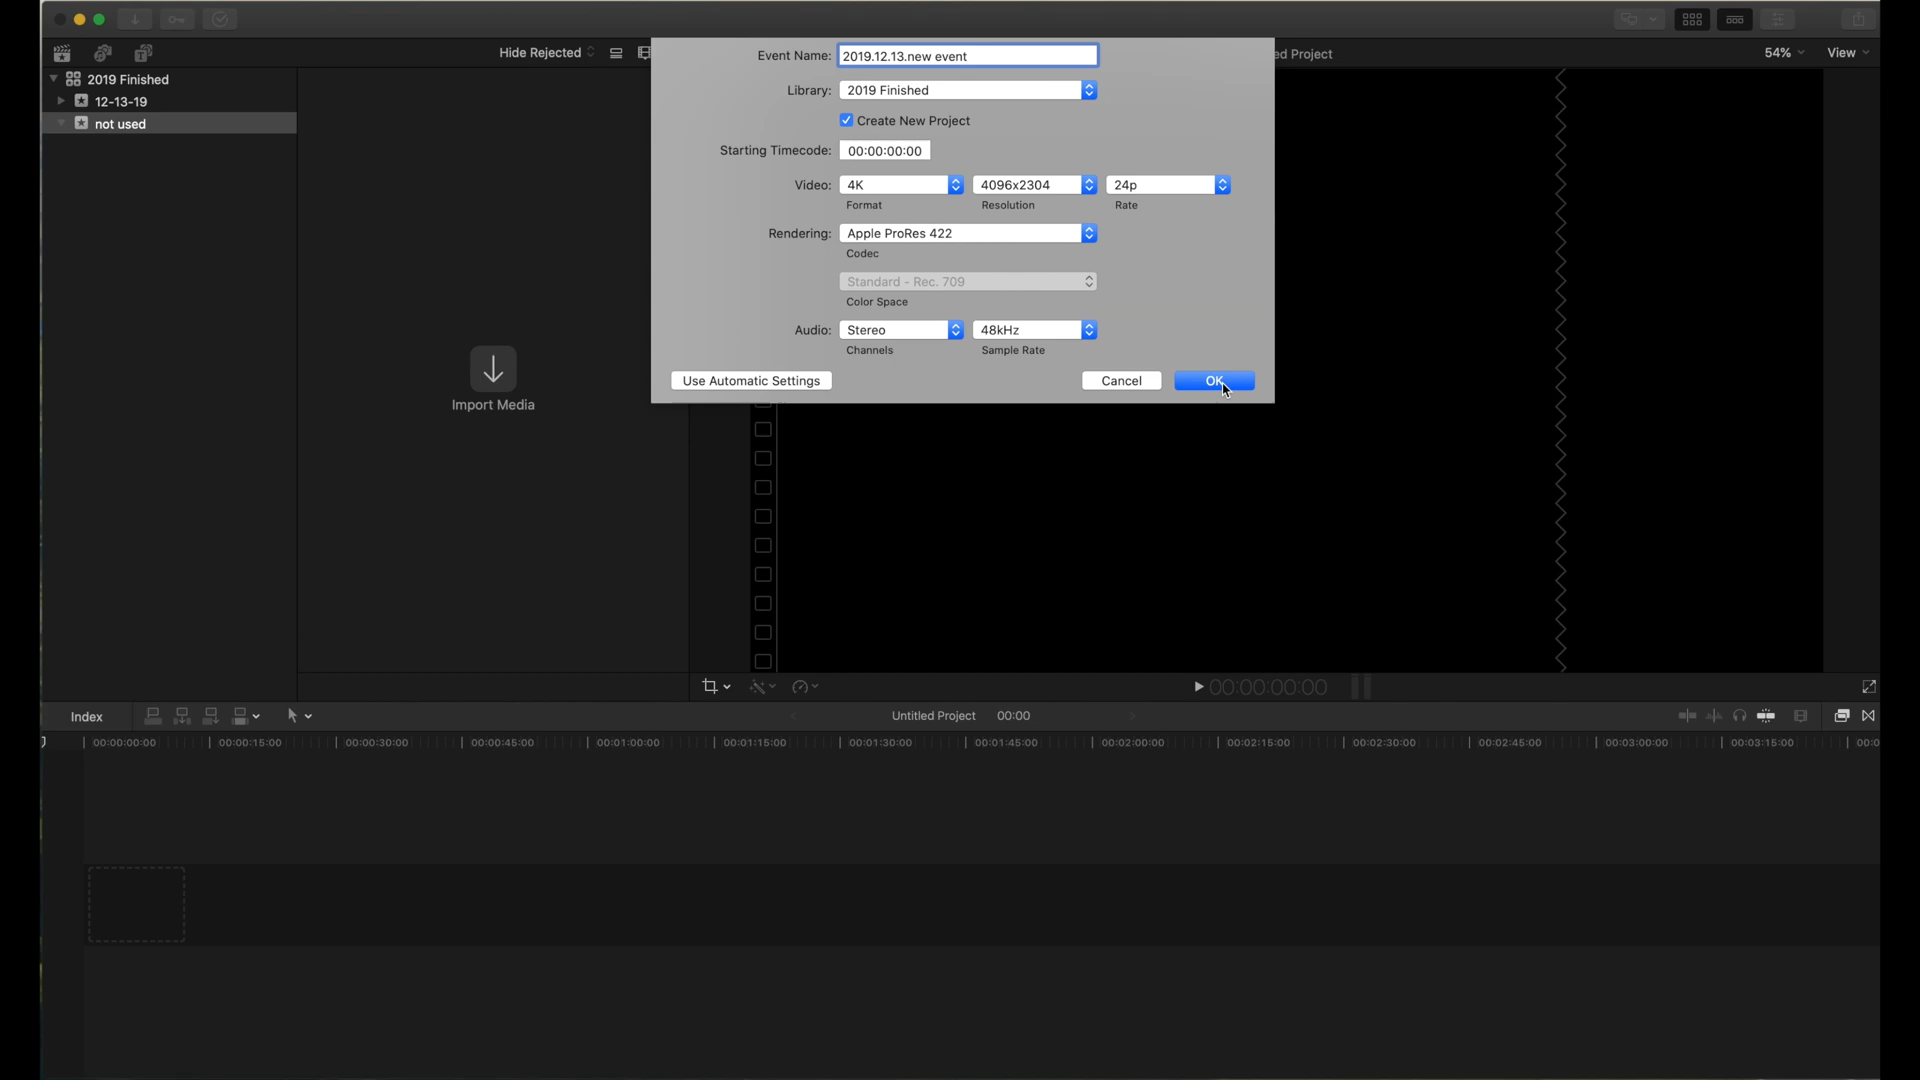 Hide Rejected
ed Project
54%
View
2019 Finished
12-13-19
not used
Import Media
Event Name: 2019.12.13.new event
Library: 2019 Finished
Create New Project
Starting Timecode: 00:00:00:00
Video: 4K 4096x2304 24p
Format Resolution Rate
Rendering: Apple ProRes 422
Codec
Standard - Rec. 709
Color Space
Audio: Stereo 48kHz
Channels Sample Rate
Use Automatic Settings Cancel OK
00:00:00:00
Index Untitled Project 00:00
00:00:00:00 00:00:15:00 00:00:30:00 00:00:45:00 00:01:00:00 00:01:15:00 00:01:30:00 00:01:45:00 00:02:00:00 00:02:15:00 00:02:30:00 00:02:45:00 00:03:00:00 00:03:15:00 00:0